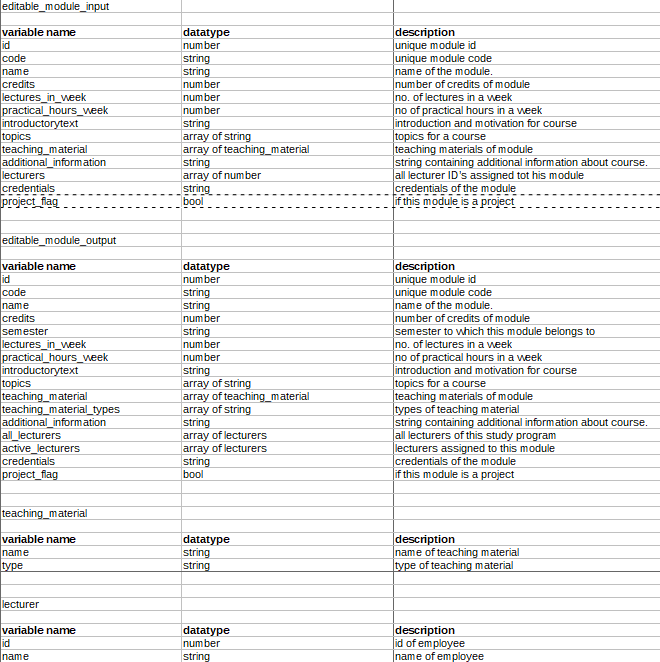 editable_module_input
variable name datatype description
id number unique module id
code string unique module code
name string name of the module.
credits number number of credits of module
lectures_in_week number no. of lectures in a week
practical_hours_week number no of practical hours in a week
introductorytext string introduction and motivation for course
topics array of string topics for a course
teaching_material array of teaching_material teaching materials of module
additional_information string string containing additional information about course.
lecturers array of number all lecturer ID's assigned tot his module
credentials string credentials of the module
project_flag bool if this module is a project
editable_module_output
variable name datatype description
id number unique module id
code string unique module code
name string name of the module.
credits number number of credits of module
semester string semester to which this module belongs to
lectures_in_week number no. of lectures in a week
practical_hours_week number no of practical hours in a week
introductorytext string introduction and motivation for course
topics array of string topics for a course
teaching_material array of teaching_material teaching materials of module
teaching_material_types array of string types of teaching material
additional_information string string containing additional information about course.
all_lecturers array of lecturers all lecturers of this study program
active_lecturers array of lecturers lecturers assigned to this module
credentials string credentials of the module
project_flag bool if this module is a project
teaching_material
variable name datatype description
name string name of teaching material
type string type of teaching material
lecturer
variable name datatype description
id number id of employee
name string name of employee